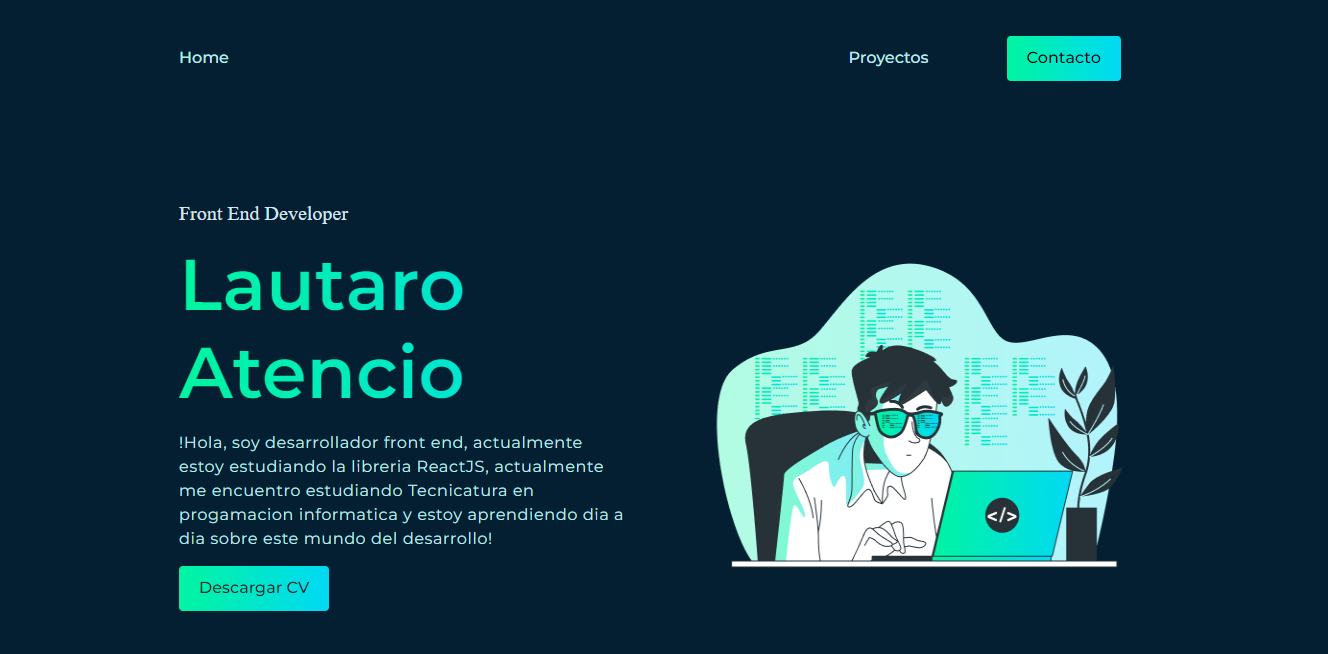 Home
Proyectos
Contacto
Front End Developer
Lautaro
Atencio
!Hola, soy desarrollador front end, actualmente
estoy estudiando la libreria ReactJS, actualmente
me encuentro estudiando Tecnicatura en
progamacion informatica y estoy aprendiendo dia a
dia sobre este mundo del desarrollo!
</>
Descargar CV